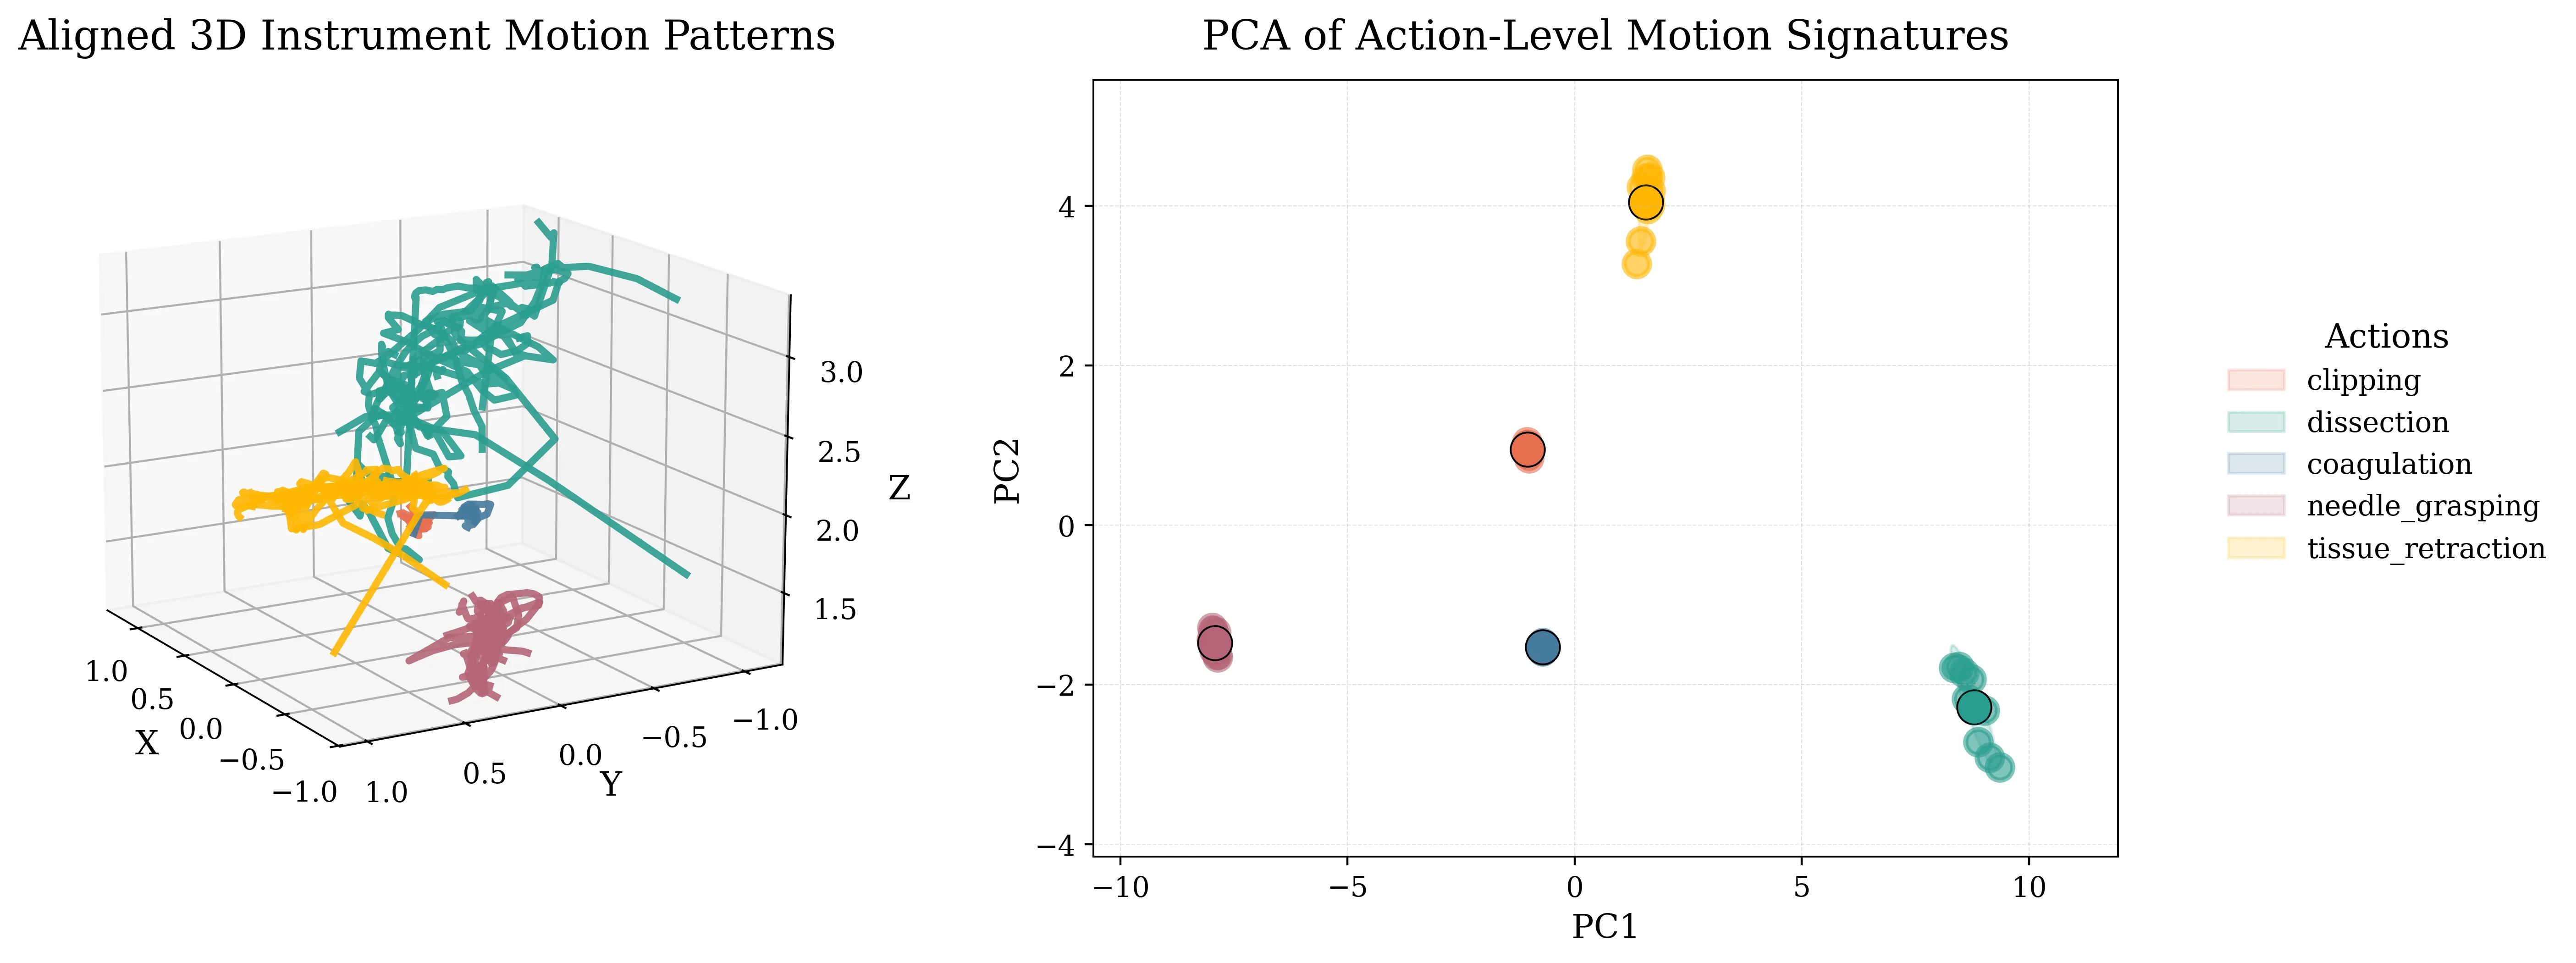 Aligned 3D Instrument Motion Patterns
3.0
2.5
2.0
1.5
Z
1.0
0.5
0.0
−0.5
−1.0
X
1.0
0.5
0.0
−0.5
−1.0
Y
PCA of Action-Level Motion Signatures
4
2
0
−2
−4
PC2
−10
−5
0
5
10
PC1
Actions
clipping
dissection
coagulation
needle_grasping
tissue_retraction